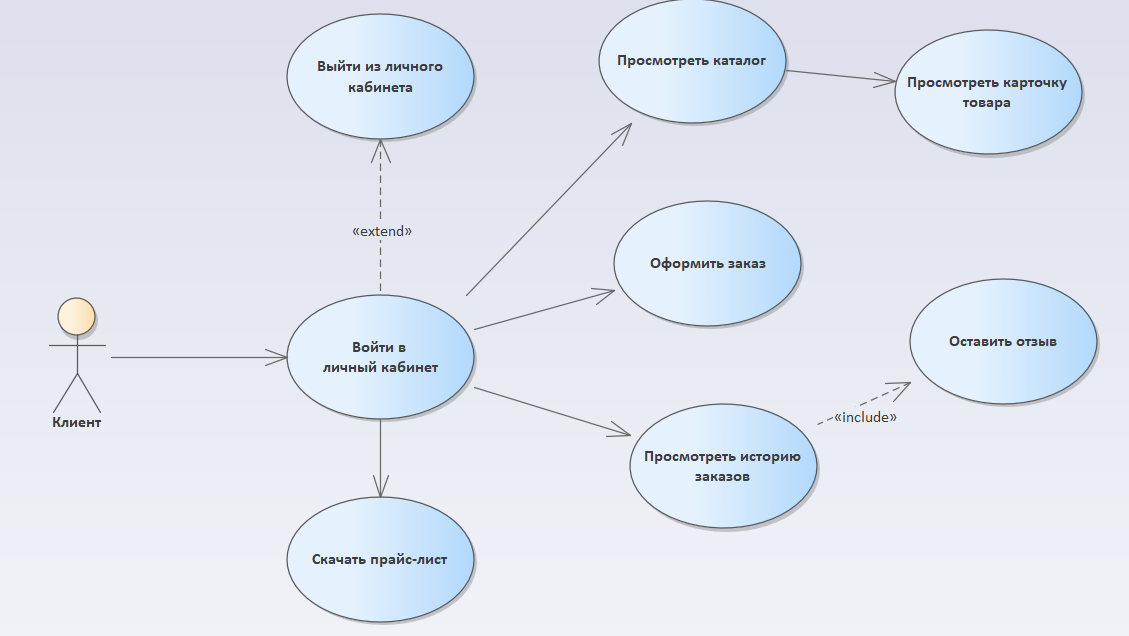 Выйти из личного
кабинета
Просмотреть каталог
Просмотреть карточку
товара
«extend»
Оформить заказ
Войти в
личный кабинет
Оставить отзыв
«include»
Клиент
Просмотреть историю
заказов
Скачать прайс-лист